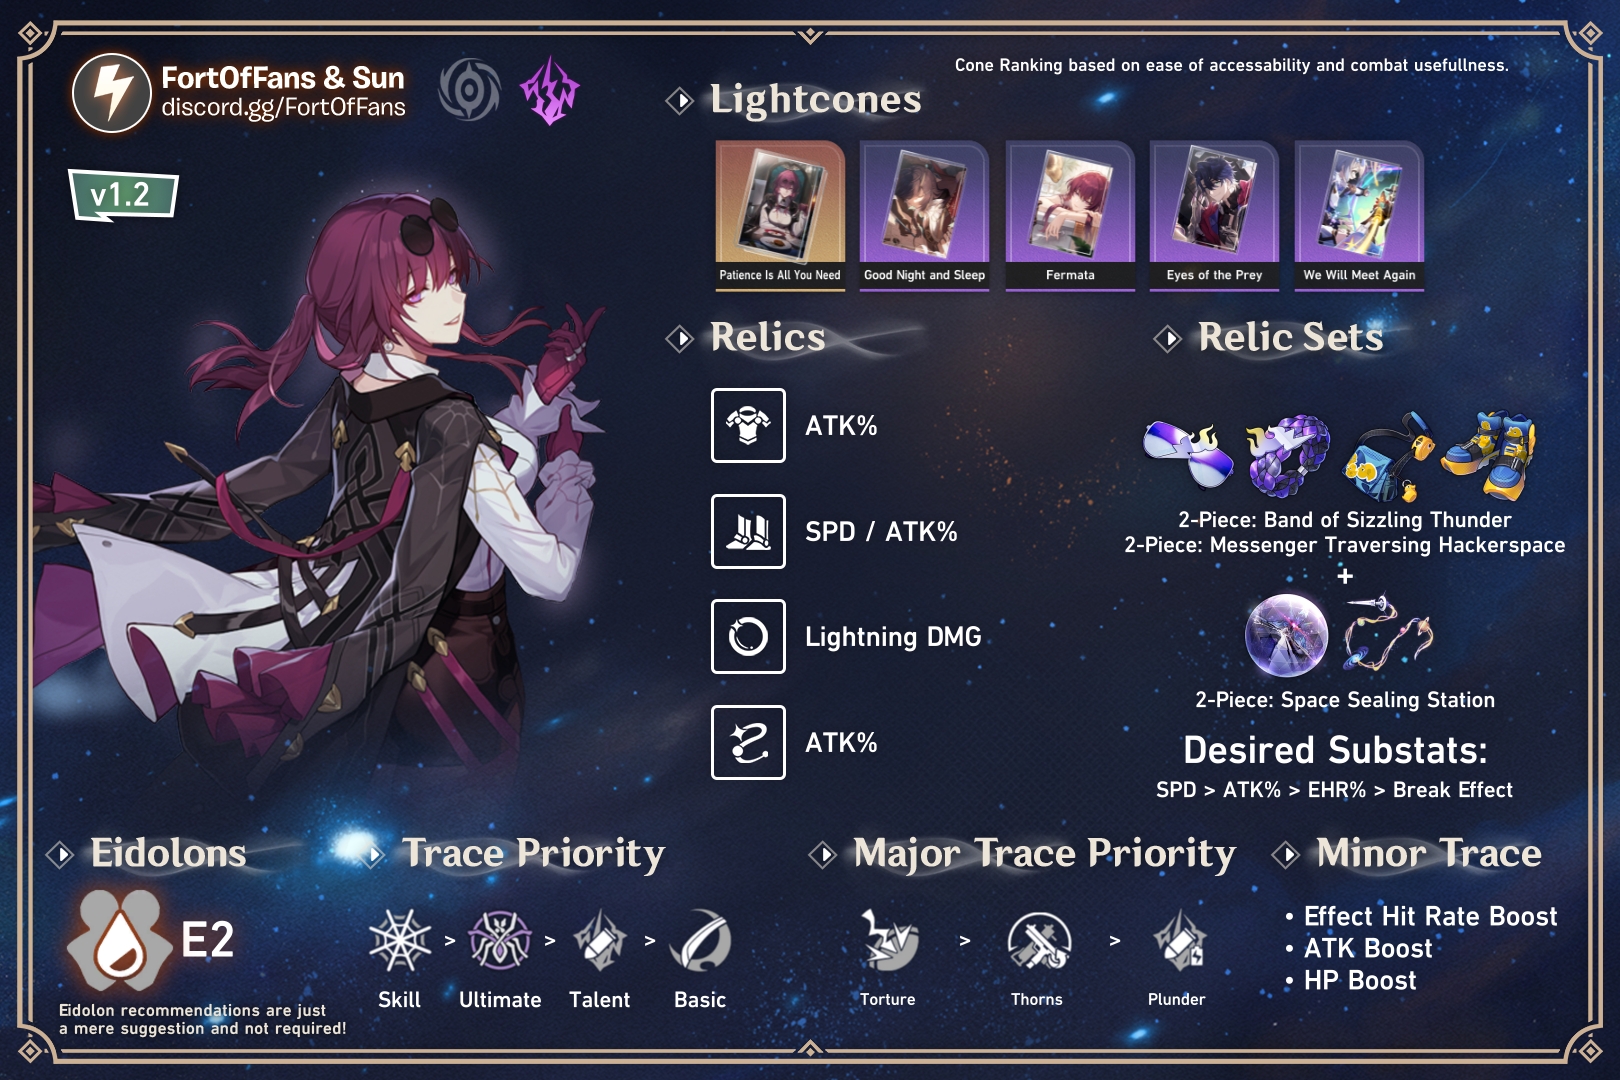 FortOfFans & Sun
discord.gg/FortOfFans
v1.2
Cone Ranking based on ease of accessability and combat usefullness.
Lightcones
Patience Is All You Need
Good Night and Sleep
Fermata
Eyes of the Prey
We Will Meet Again
Relics
ATK%
SPD / ATK%
Lightning DMG
ATK%
Relic Sets
2-Piece: Band of Sizzling Thunder
2-Piece: Messenger Traversing Hackerspace
+
2-Piece: Space Sealing Station
Desired Substats:
SPD > ATK% > EHR% > Break Effect
Eidolons
E2
Eidolon recommendations are just
a mere suggestion and not required!
Trace Priority
> > >
Skill Ultimate Talent Basic
Major Trace Priority
> >
Torture Thorns Plunder
Minor Trace
• Effect Hit Rate Boost
• ATK Boost
• HP Boost